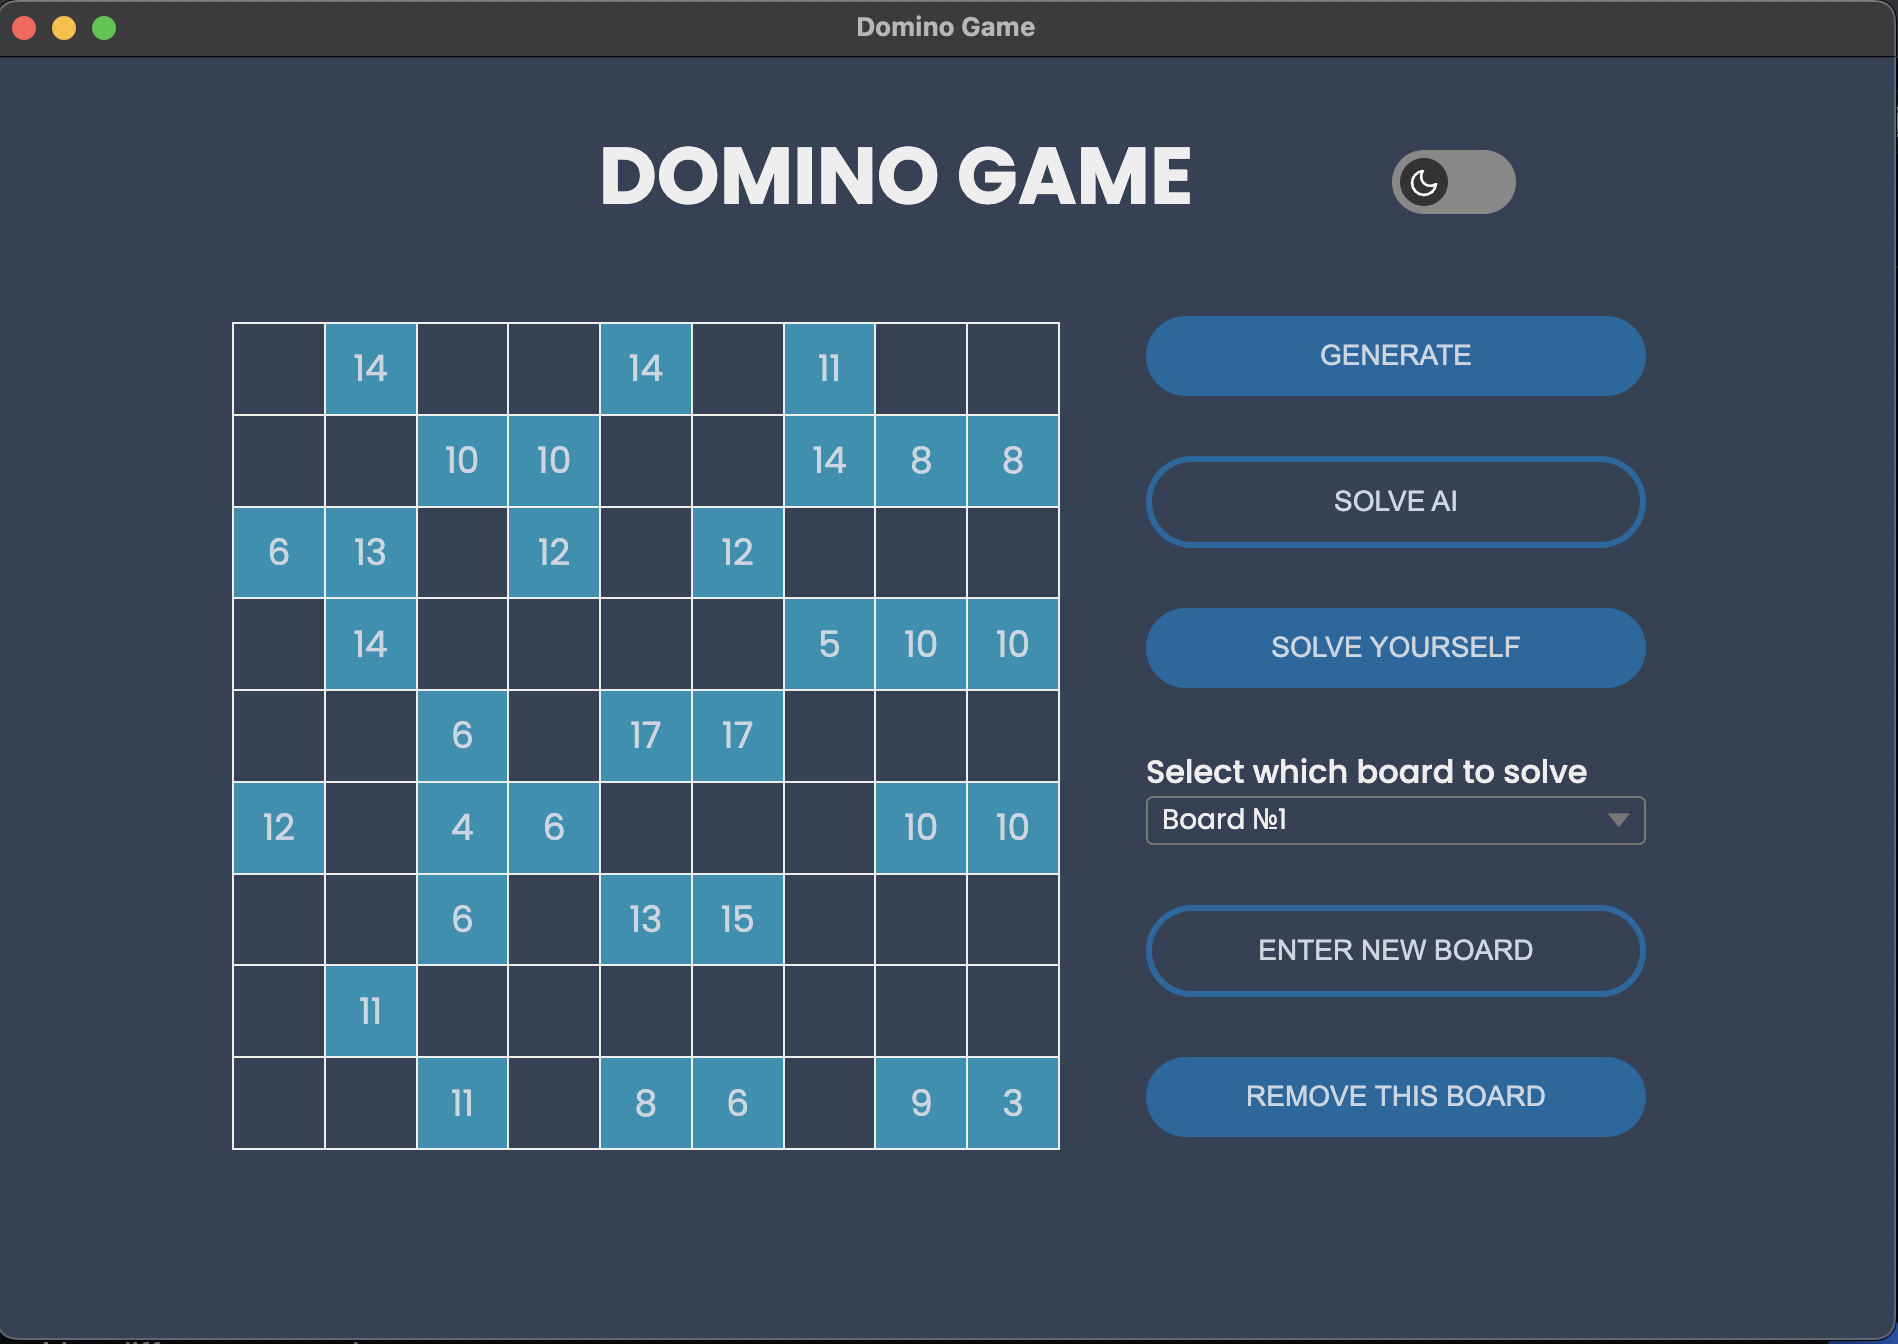 Domino Game
DOMINO GAME
14 14 11
10 10 14 8 8
6 13 12 12
14 5 10 10
6 17 17
12 4 6 10 10
6 13 15
11
11 8 6 9 3
GENERATE
SOLVE AI
SOLVE YOURSELF
Select which board to solve
Board №1
ENTER NEW BOARD
REMOVE THIS BOARD